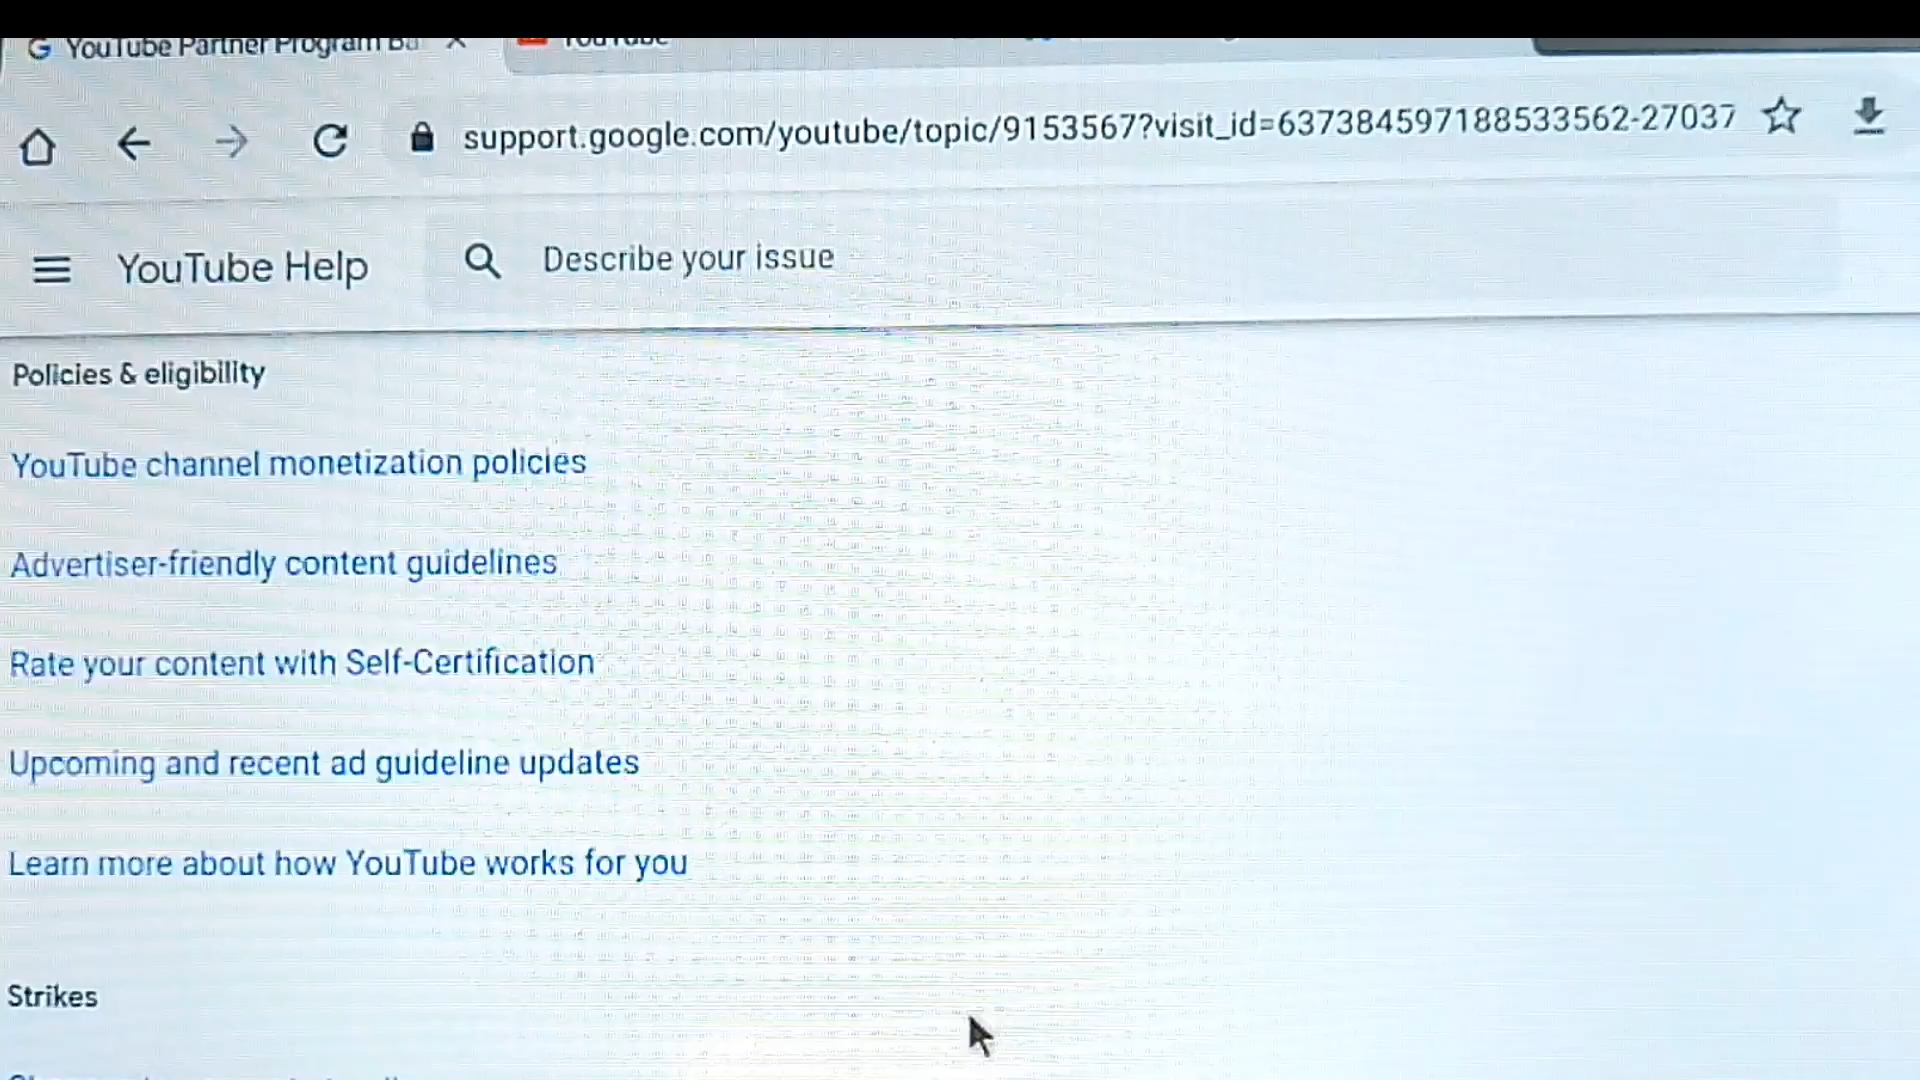 YouTube Partner Program Ba
YouTube
support.google.com/youtube/topic/9153567?visit_id=637384597188533562-27037
YouTube Help
Describe your issue
Policies & eligibility
YouTube channel monetization policies
Advertiser-friendly content guidelines
Rate your content with Self-Certification
Upcoming and recent ad guideline updates
Learn more about how YouTube works for you
Strikes